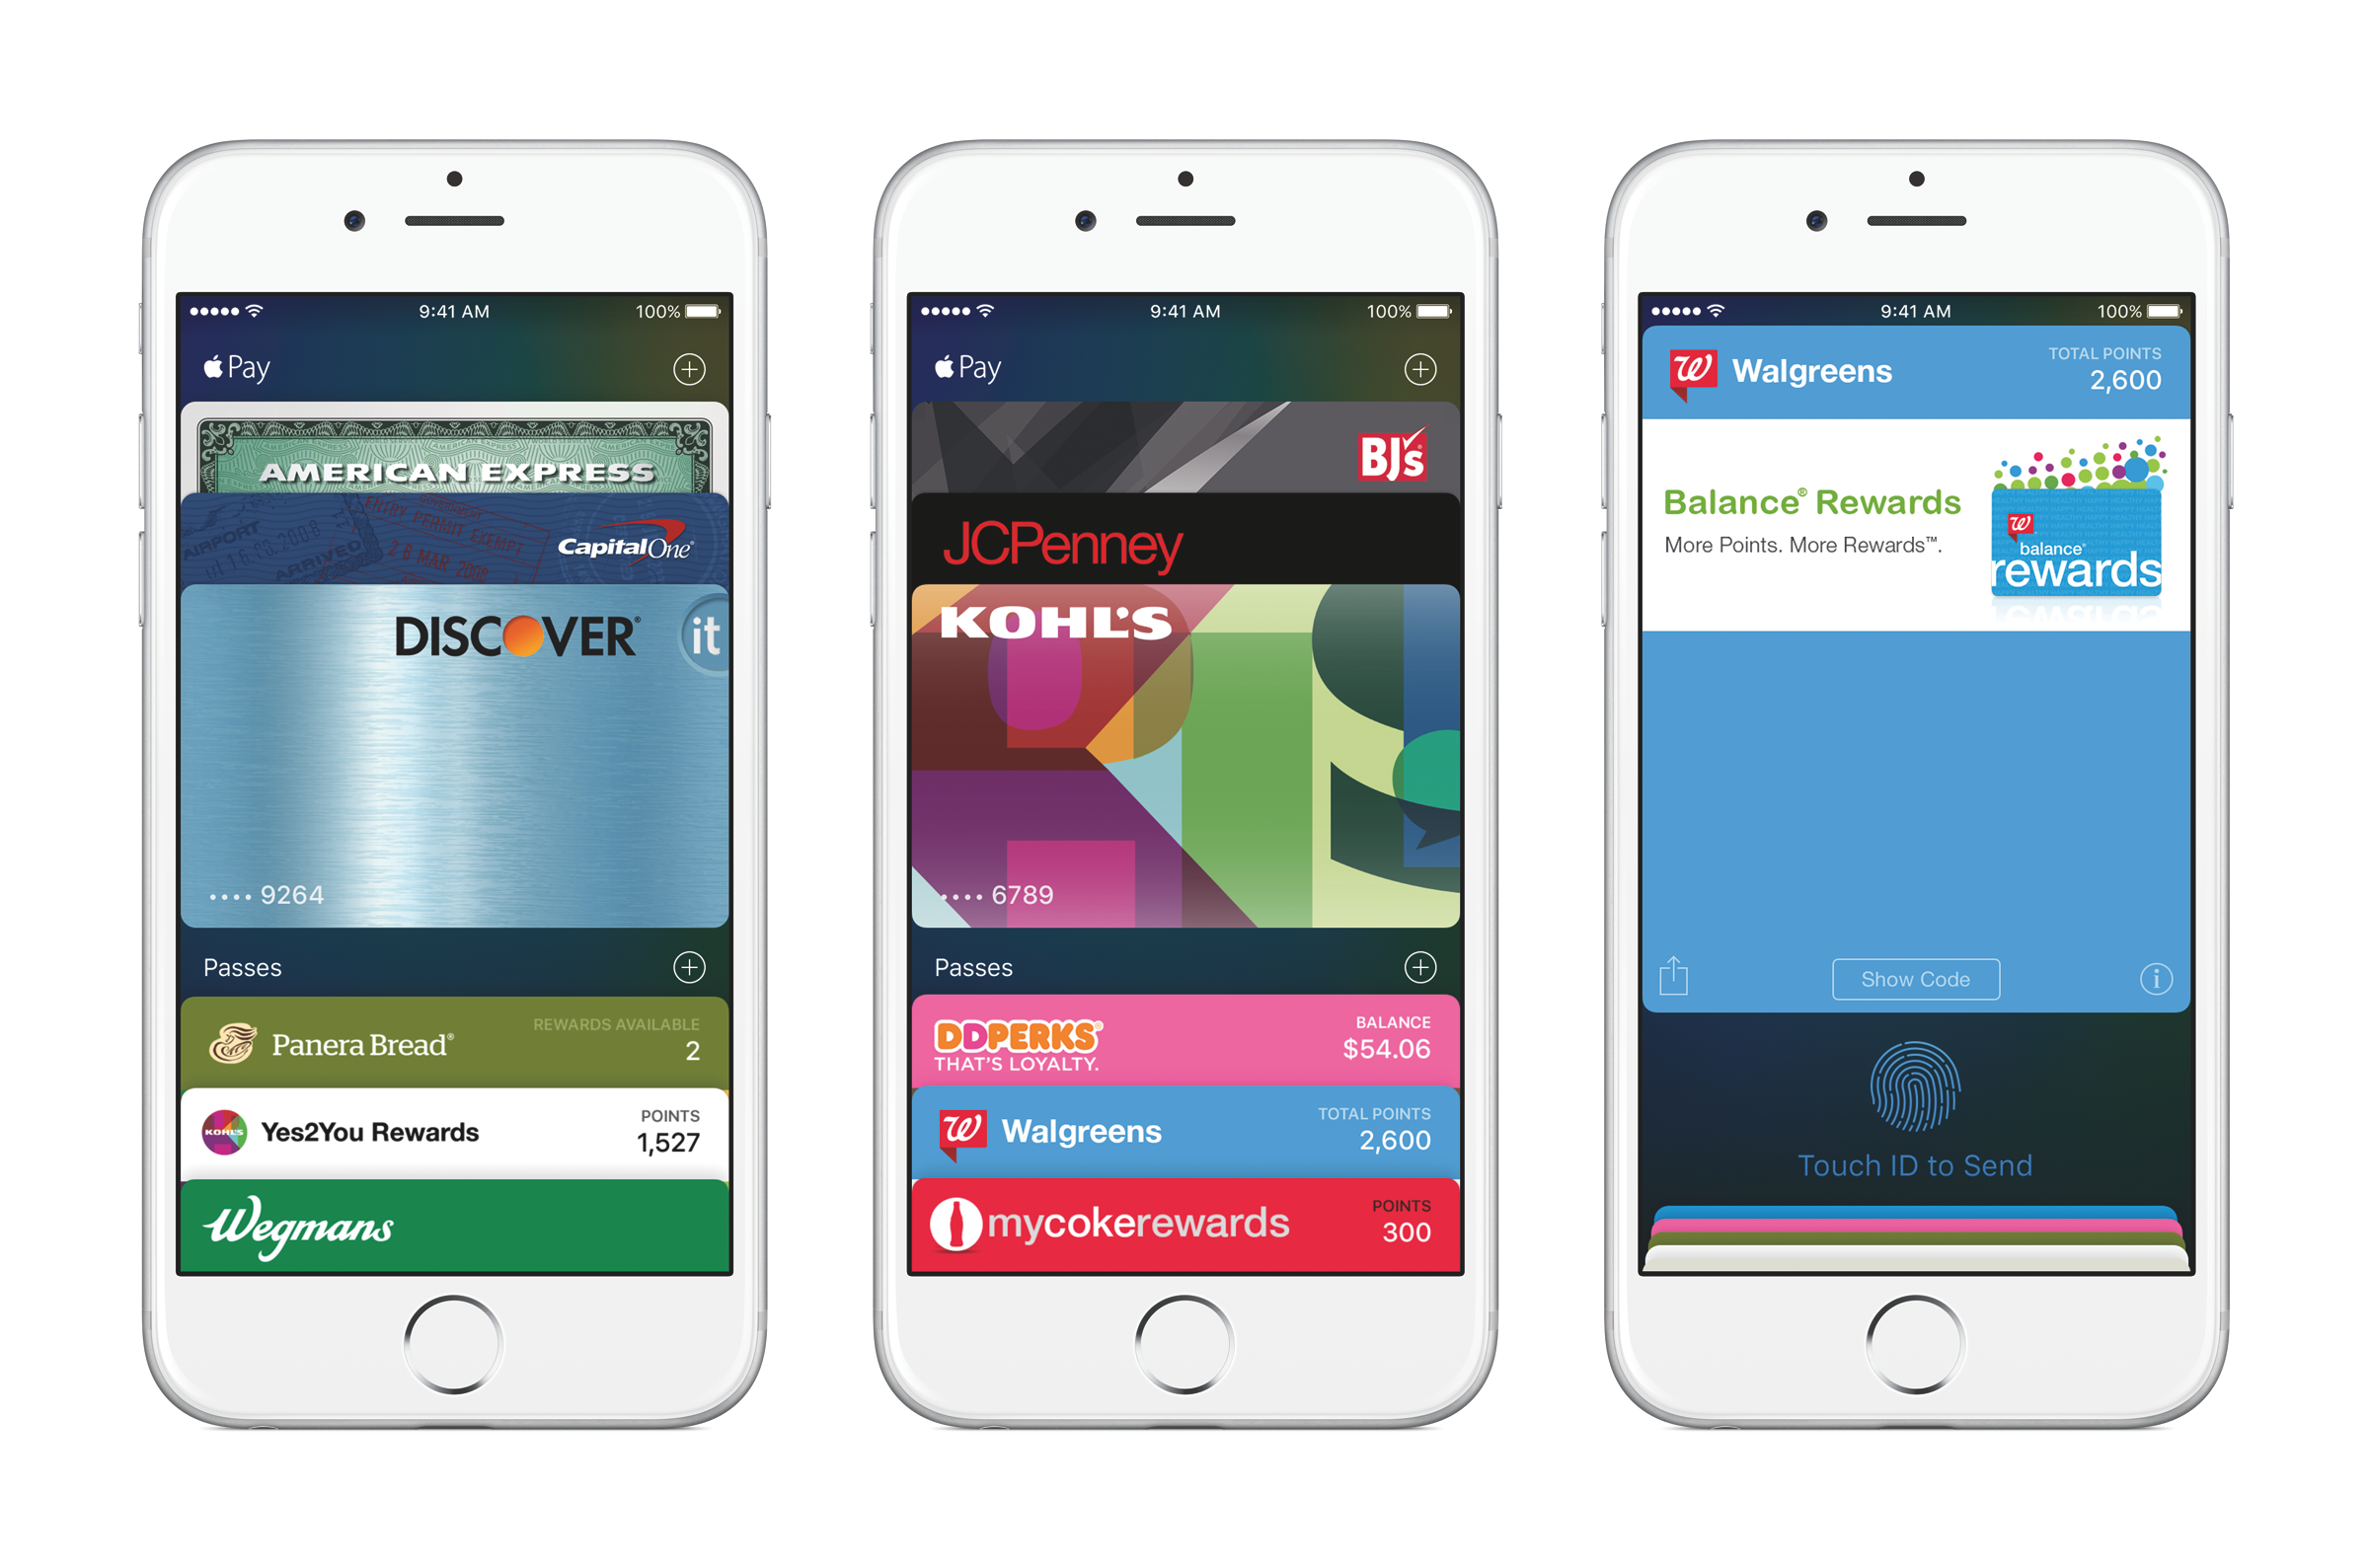 9:41 AM
100%
Pay
AMERICAN EXPRESS
AMERICAN EXPRESS
AIRPORT
ENTRY PERMIT EXEMPT
ARRIVED
28 MAR 2008
CapitalOne®
DISCOVER®
it
•••• 9264
Passes
Panera Bread®
REWARDS AVAILABLE
2
KOHL'S
Yes2You Rewards
POINTS
1,527
Wegmans
9:41 AM
100%
Pay
BJ's
JCPenney
KOHL'S
•••• 6789
Passes
DDPERKS®
THAT'S LOYALTY.
BALANCE
$54.06
W
Walgreens
TOTAL POINTS
2,600
mycokerewards
POINTS
300
9:41 AM
100%
W
Walgreens
TOTAL POINTS
2,600
Balance® Rewards
More Points. More Rewards™.
W
balance®
rewards
Show Code
i
Touch ID to Send